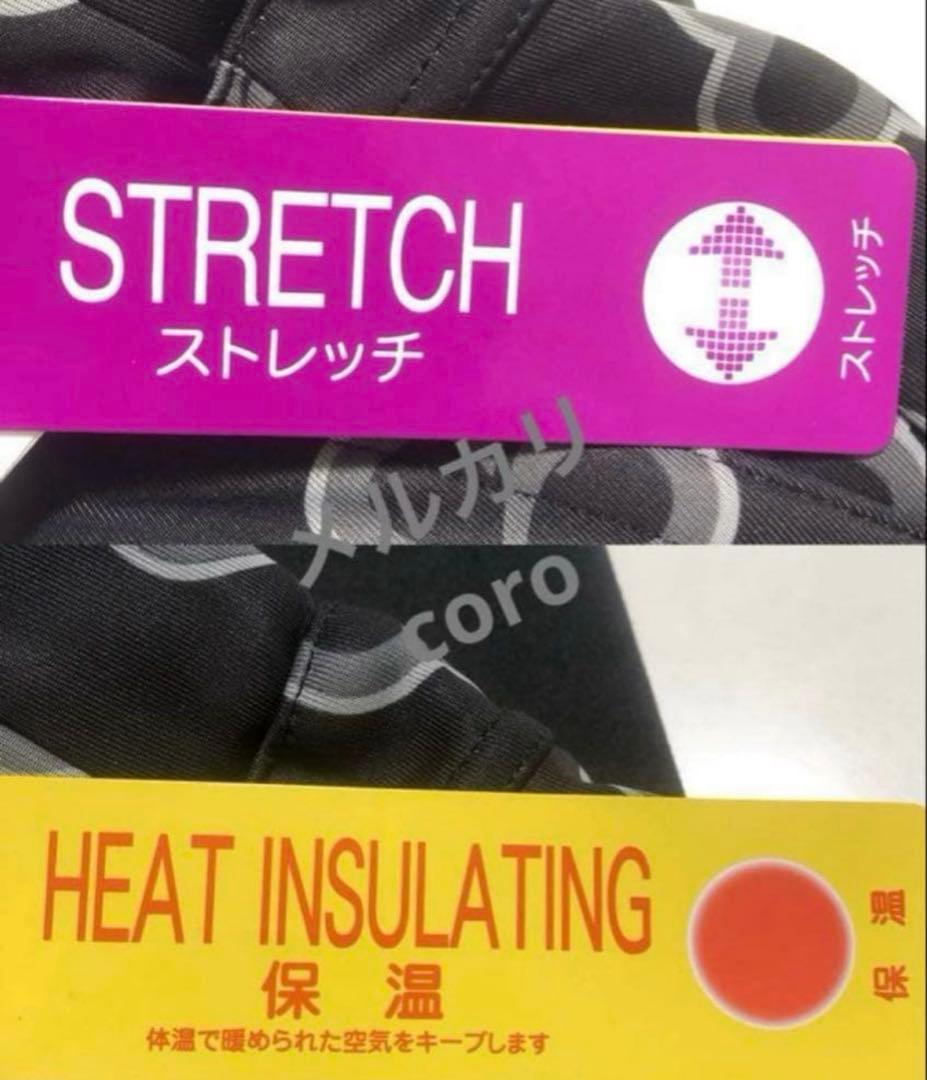 STRETCH
ストレッチ
ストレッチ
メルカリ
coro
HEAT INSULATING
保 温
体温で暖められた空気をキープします
保 温